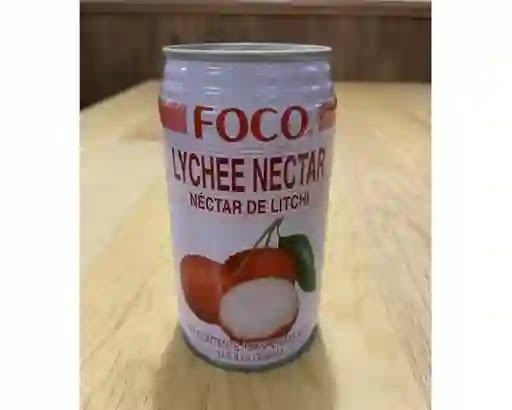 FOCO
LYCHEE NECTAR
NÉCTAR DE LITCHI